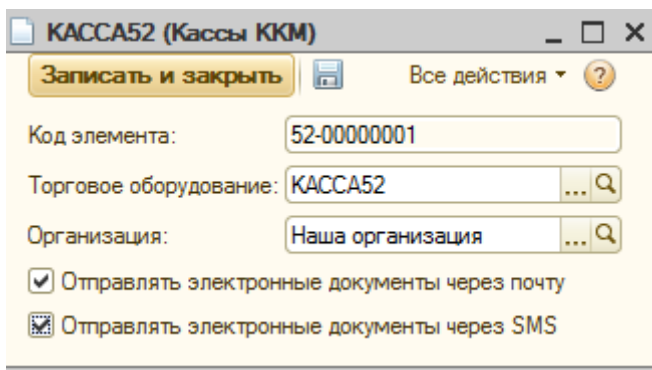 КАССА52 (Кассы ККМ)
Записать и закрыть Все действия ?
Код элемента: 52-00000001
Торговое оборудование: КАССА52 ...
Организация: Наша организация ...
Отправлять электронные документы через почту
Отправлять электронные документы через SMS